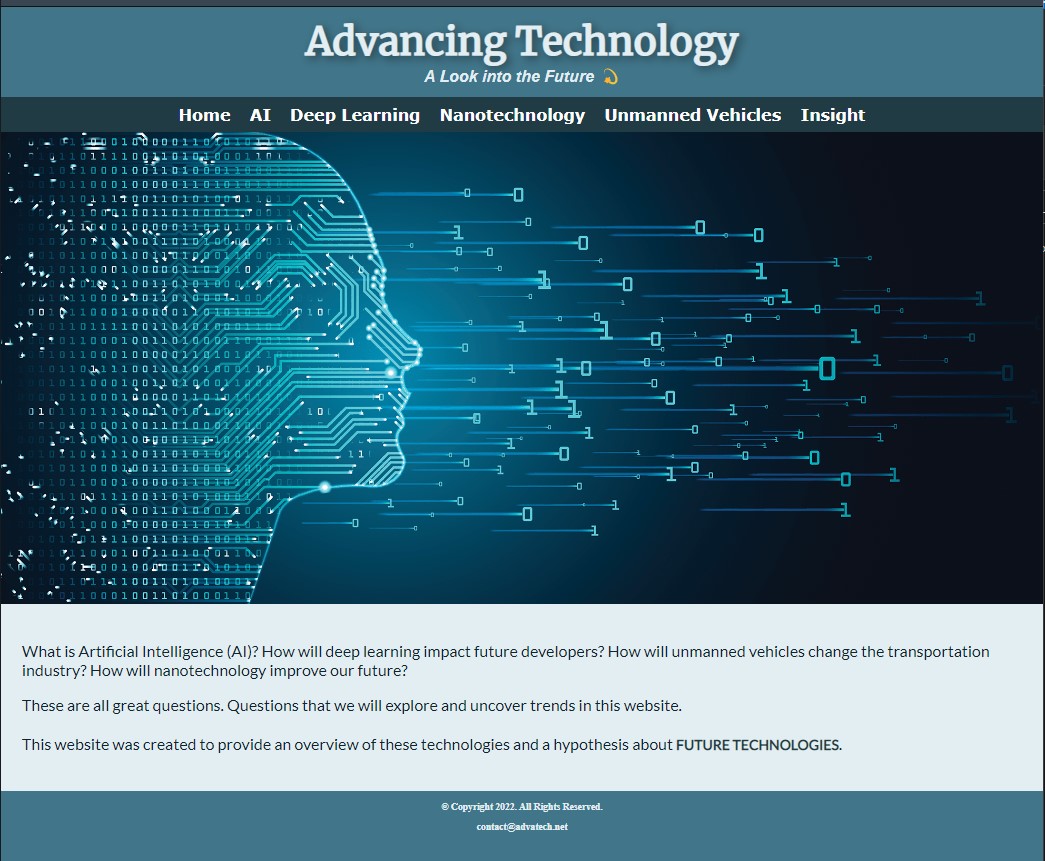 Advancing Technology
A Look into the Future 💫
Home AI Deep Learning Nanotechnology Unmanned Vehicles Insight
What is Artificial Intelligence (AI)? How will deep learning impact future developers? How will unmanned vehicles change the transportation
industry? How will nanotechnology improve our future?
These are all great questions. Questions that we will explore and uncover trends in this website.
This website was created to provide an overview of these technologies and a hypothesis about FUTURE TECHNOLOGIES.
© Copyright 2022. All Rights Reserved.
contact@advatech.net